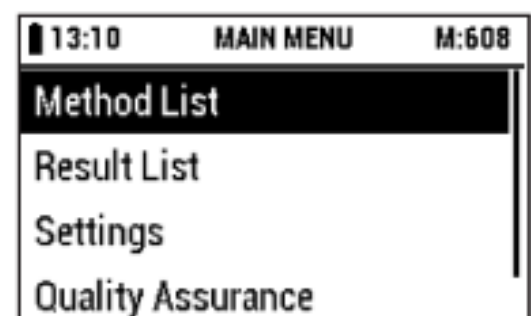 13:10 MAIN MENU M:608
Method List
Result List
Settings
Quality Assurance